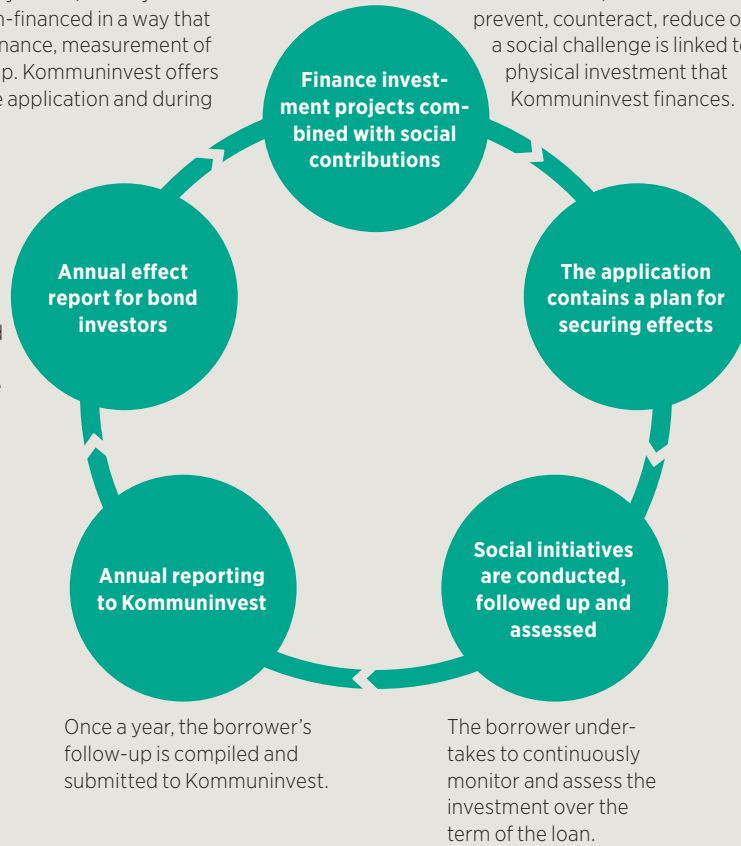 -financed in a way that
measurement of
Kommuninvest offers
application and during
prevent, counteract, reduce
a social challenge is linked
physical investment that
Kommuninvest finances.
Finance invest-
ment projects com-
bined with social
contributions
Annual effect
report for bond
investors
The application
contains a plan for
securing effects
Annual reporting
to Kommuninvest
Social initiatives
are conducted,
followed up and
assessed
Once a year, the borrower’s
follow-up is compiled and
submitted to Kommuninvest.
The borrower under-
takes to continuously
monitor and assess the
investment over the
term of the loan.